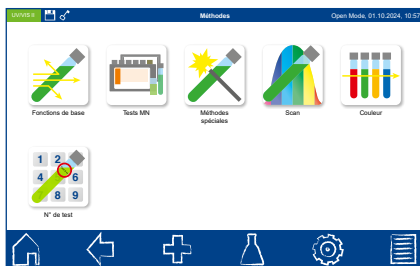 UV/VIS II Méthodes Open Mode, 01.10.2024, 10:57
Fonctions de base
Tests MN
Méthodes
spéciales
Scan
Couleur
1 2
4 6
7 8 9
N° de test